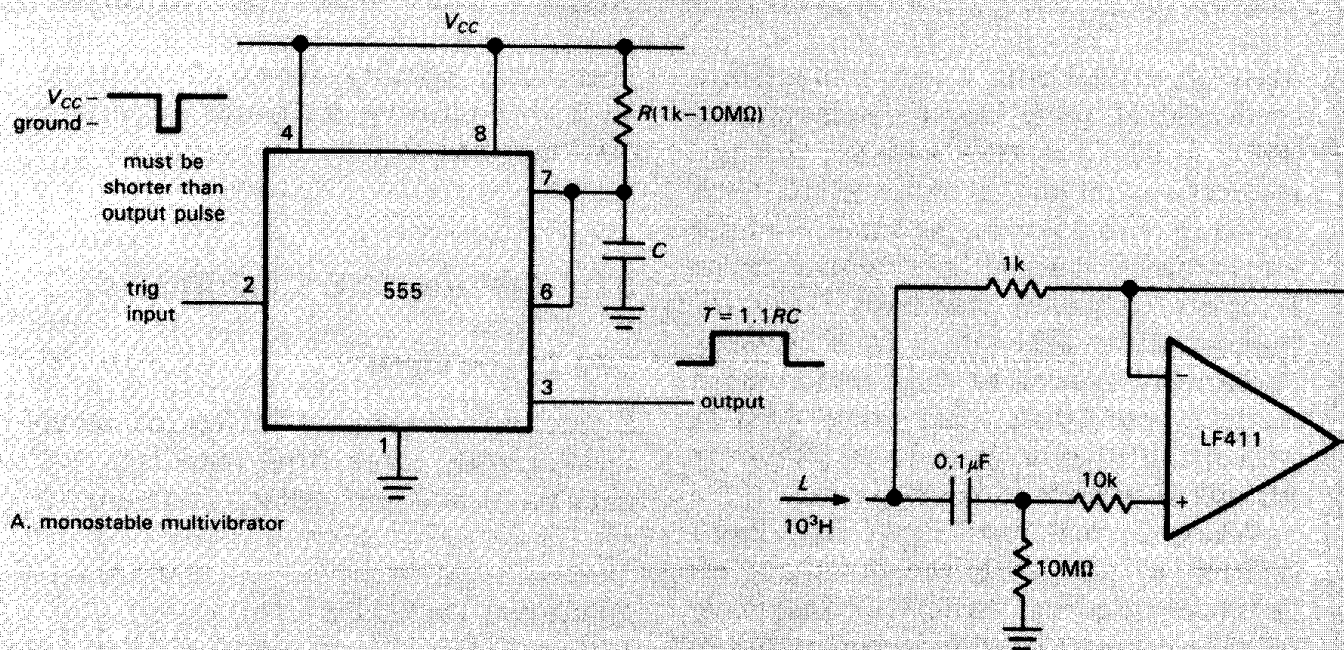 V_CC
V_CC –
ground –
must be
shorter than
output pulse
4
8
R(1k–10MΩ)
7
C
trig
input
2
555
6
T = 1.1RC
3
output
1
A. monostable multivibrator
1k
–
LF411
+
L
10³H
0.1μF
10k
10MΩ